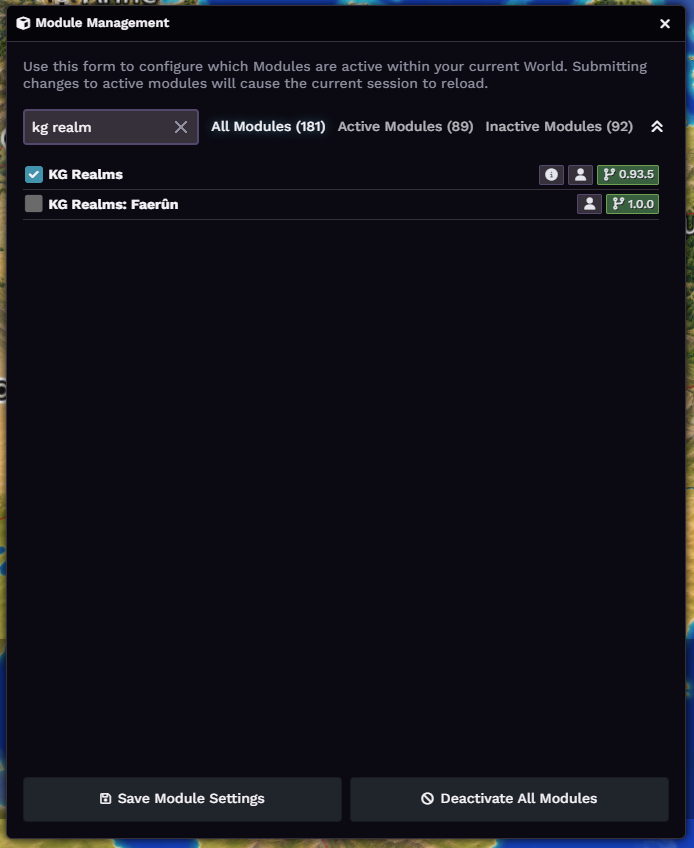 Module Management
Use this form to configure which Modules are active within your current World. Submitting
changes to active modules will cause the current session to reload.
kg realm
All Modules (181) Active Modules (89) Inactive Modules (92)
KG Realms 0.93.5
KG Realms: Faerûn 1.0.0
Save Module Settings Deactivate All Modules